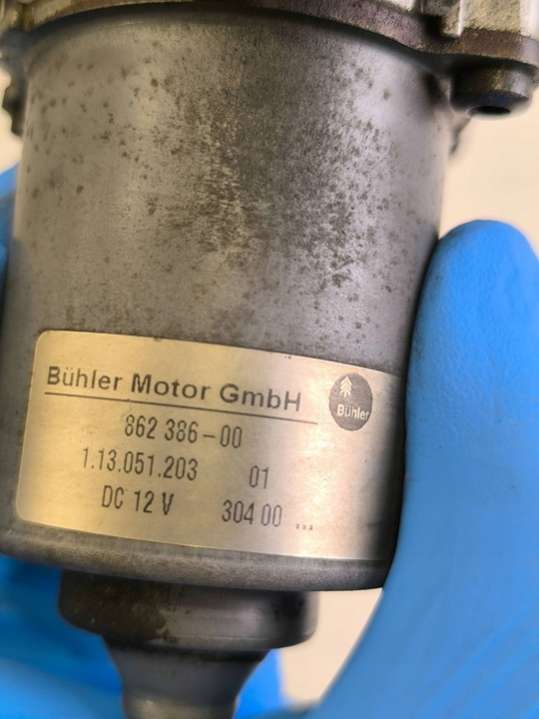 Bühler Motor GmbH
Bühler
862 386-00
1.13.051.203 01
DC 12 V 304 00 ...